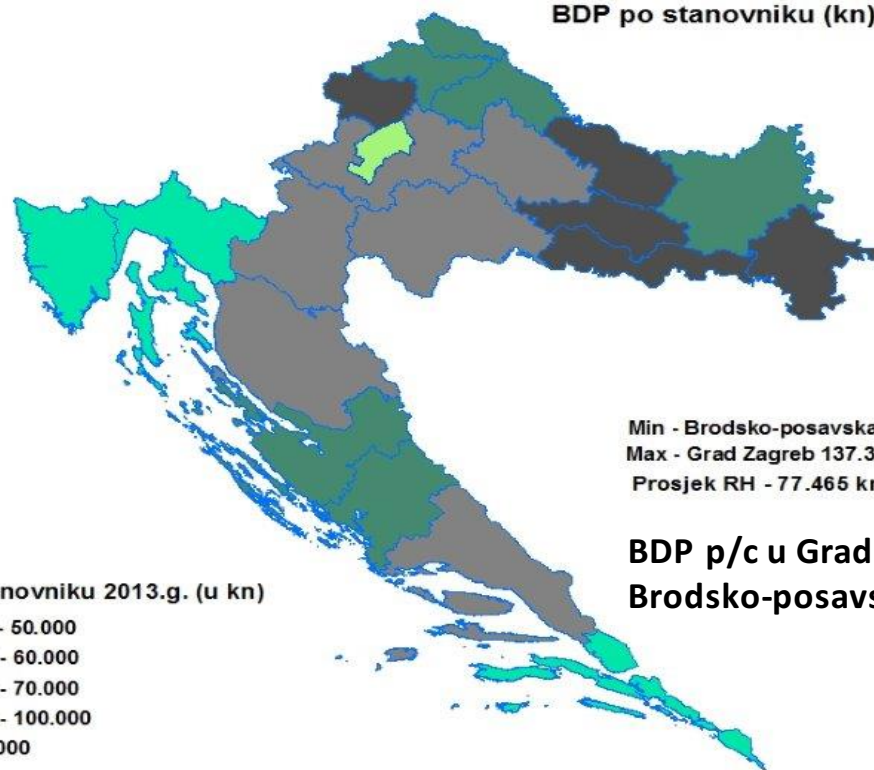 BDP po stanovniku (kn)
Min - Brodsko-posavska
Max - Grad Zagreb 137.3
Prosjek RH - 77.465 kn
BDP p/c u Grad
Brodsko-posavs
novniku 2013.g. (u kn)
- 50.000
- 60.000
- 70.000
- 100.000
000